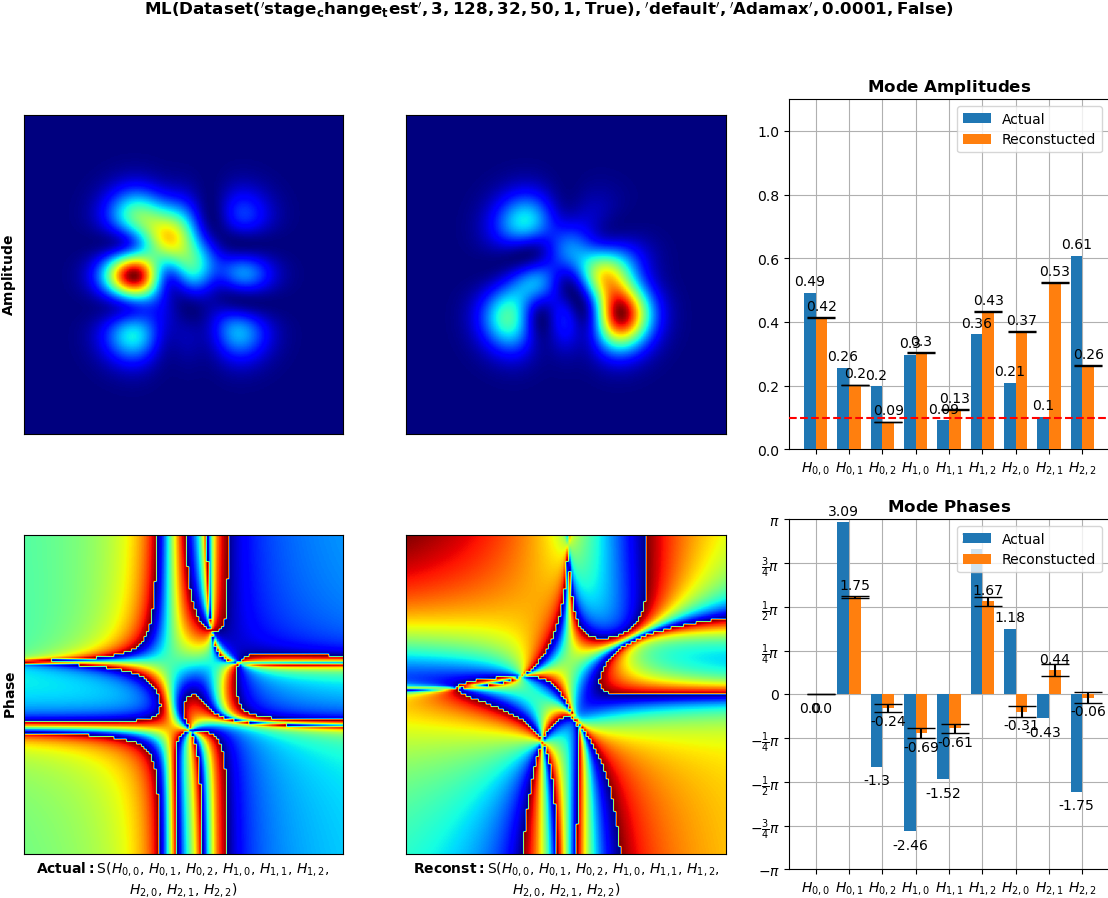 ML(Dataset('stage_change_test', 3, 128, 32, 50, 1, True), 'default', 'Adamax', 0.0001, False)
Amplitude
Mode Amplitudes
Actual
Reconstucted
1.0
0.8
0.6
0.4
0.2
0.0
0.49
0.42
0.26
0.2
0.2
0.09
0.3
0.3
0.09
0.13
0.36
0.43
0.21
0.37
0.1
0.53
0.61
0.26
H0,0 H0,1 H0,2 H1,0 H1,1 H1,2 H2,0 H2,1 H2,2
Phase
Actual: S(H0,0, H0,1, H0,2, H1,0, H1,1, H1,2,
H2,0, H2,1, H2,2)
Reconst: S(H0,0, H0,1, H0,2, H1,0, H1,1, H1,2,
H2,0, H2,1, H2,2)
Mode Phases
Actual
Reconstucted
π
3/4π
1/2π
1/4π
0
−1/4π
−1/2π
−3/4π
−π
0.0
0.0
3.09
1.75
-1.3
-0.24
-2.46
-0.69
-1.52
-0.61
1.67
1.18
-0.31
-0.43
0.44
-1.75
-0.06
H0,0 H0,1 H0,2 H1,0 H1,1 H1,2 H2,0 H2,1 H2,2